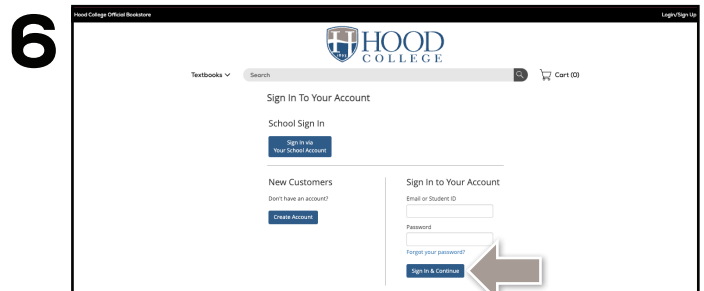 6
Hood College Official Bookstore
Login/Sign Up
HOOD
1893
COLLEGE
Textbooks
Search
Cart (0)
Sign In To Your Account
School Sign In
Sign In via
Your School Account
New Customers
Don't have an account?
Create Account
Sign In to Your Account
Email or Student ID
Password
Forgot your password?
Sign In & Continue